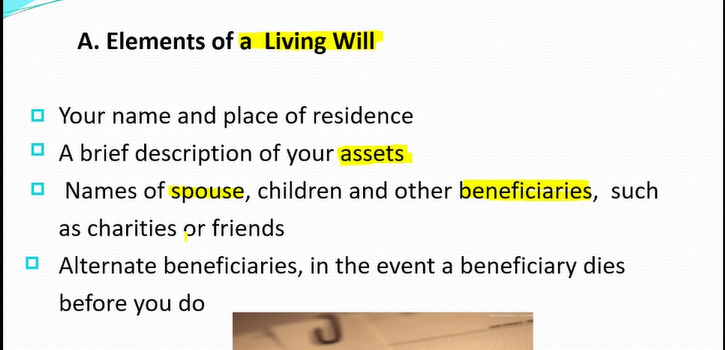 A. Elements of a Living Will
Your name and place of residence
A brief description of your assets
Names of spouse, children and other beneficiaries, such
as charities or friends
Alternate beneficiaries, in the event a beneficiary dies
before you do